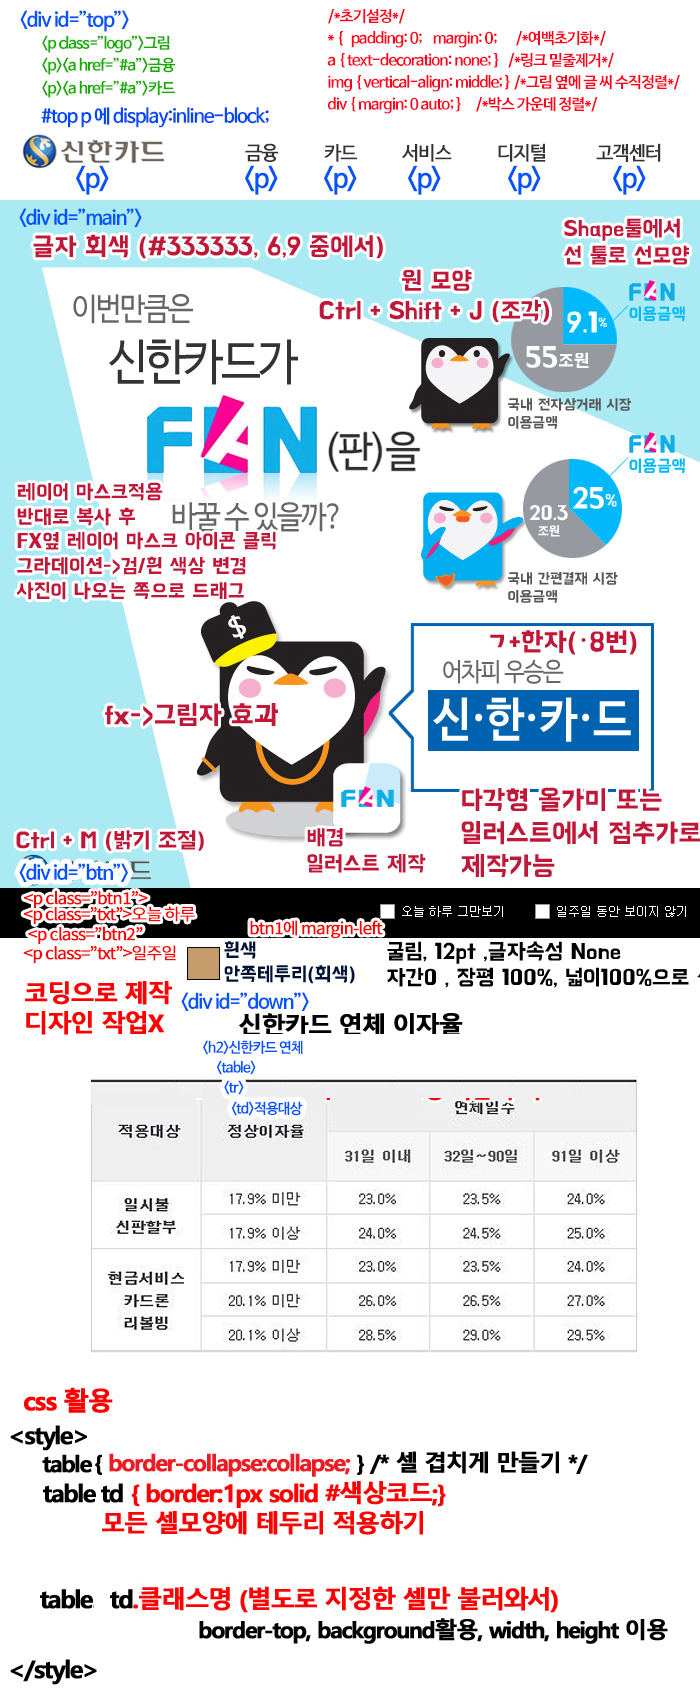 <div id="top">
<p class="logo">그림
<p><a href="#a">금융
<p><a href="#a">카드
#top p 에 display:inline-block;
/*초기설정*/
* { padding: 0; margin: 0; /*여백초기화*/
a { text-decoration: none; } /*링크 밑줄제거*/
img { vertical-align: middle; } /*그림 옆에 글 씨 수직정렬*/
div { margin: 0 auto; } /*박스 가운데 정렬*/
신한카드 금융 카드 서비스 디지털 고객센터
<p> <p> <p> <p> <p> <p>
<div id="main">
글자 회색 (#333333, 6,9 중에서)
Shape툴에서
선 툴로 선모양
이번만큼은
신한카드가
FAN (판)을
바꿀 수 있을까?
원 모양
Ctrl + Shift + J (조각)
FAN
이용금액
9.1%
55조원
국내 전자상거래 시장
이용금액
FAN
이용금액
25%
20.3
조원
국내 간편결재 시장
이용금액
레이어 마스크적용
반대로 복사 후
FX옆 레이어 마스크 아이콘 클릭
그라데이션->검/흰 색상 변경
사진이 나오는 쪽으로 드래그
$
fx->그림자 효과
ㄱ+한자(·8번)
어차피 우승은
신·한·카·드
FAN
배경
일러스트 제작
다각형 올가미 또는
일러스트에서 점추가로
제작가능
Ctrl + M (밝기 조절)
<div id="btn">
<p class="btn1">
<p class="txt">오늘 하루
<p class="btn2"
<p class="txt">일주일
오늘 하루 그만보기 일주일 동안 보이지 않기
btn1에 margin-left
흰색
안쪽테두리(회색)
굴림, 12pt ,글자속성 None
자간0 , 장평 100%, 넓이100%으로
코딩으로 제작
디자인 작업X
<div id="down">
신한카드 연체 이자율
<h2>신한카드 연체
<table>
<tr>
<td>적용대상
적용대상 정상이자율 연체일수
31일 이내 32일~90일 91일 이상
일시불
신판할부
17.9% 미만 23.0% 23.5% 24.0%
17.9% 이상 24.0% 24.5% 25.0%
현금서비스
카드론
리볼빙
17.9% 미만 23.0% 23.5% 24.0%
20.1% 미만 26.0% 26.5% 27.0%
20.1% 이상 28.5% 29.0% 29.5%
css 활용
<style>
table { border-collapse:collapse; } /* 셀 겹치게 만들기 */
table td { border:1px solid #색상코드;}
모든 셀모양에 테두리 적용하기
table td.클래스명 (별도로 지정한 셀만 불러와서)
border-top, background활용, width, height 이용
</style>